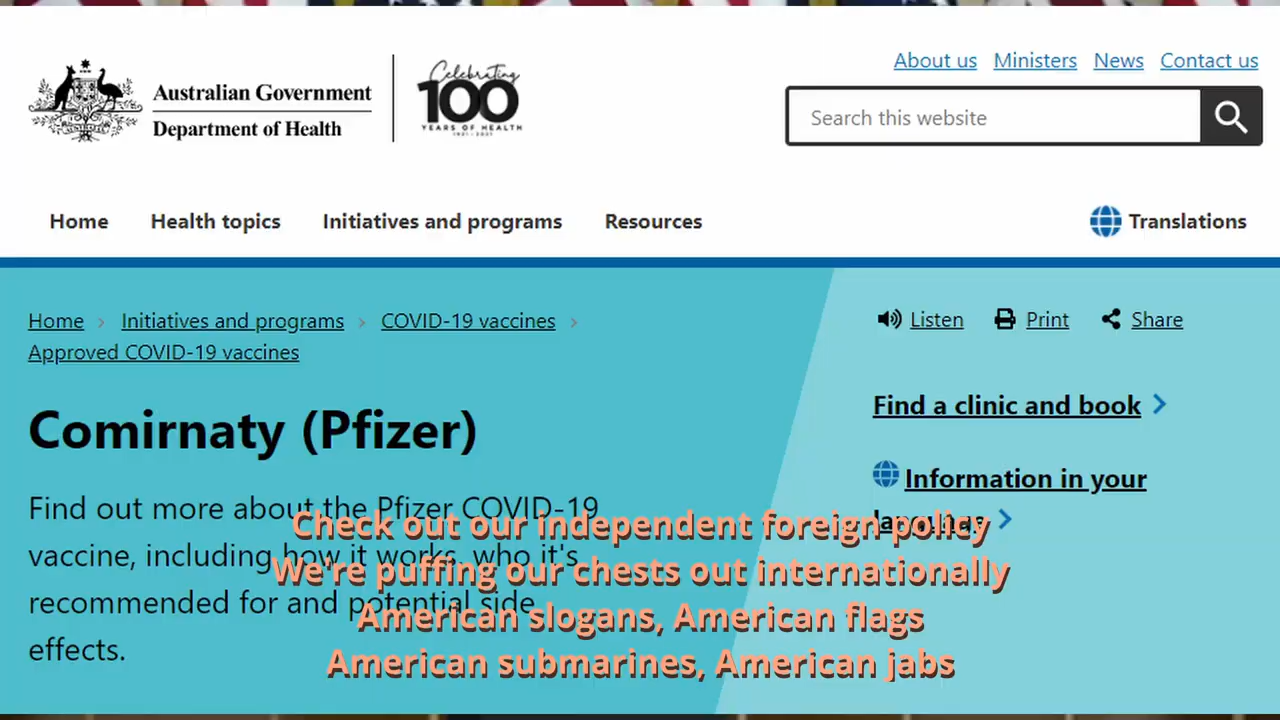 About us Ministers News Contact us
Australian Government
Department of Health
Celebrating
100
YEARS OF HEALTH
1921 - 2021
Search this website
Home Health topics Initiatives and programs Resources Translations
Home > Initiatives and programs > COVID-19 vaccines >
Approved COVID-19 vaccines
Listen Print Share
Comirnaty (Pfizer)
Find a clinic and book >
Information in your
language >
Find out more about the Pfizer COVID-19
vaccine, including how it works, who it's
recommended for and potential side
effects.
Check out our independent foreign policy
We're puffing our chests out internationally
American slogans, American flags
American submarines, American jabs